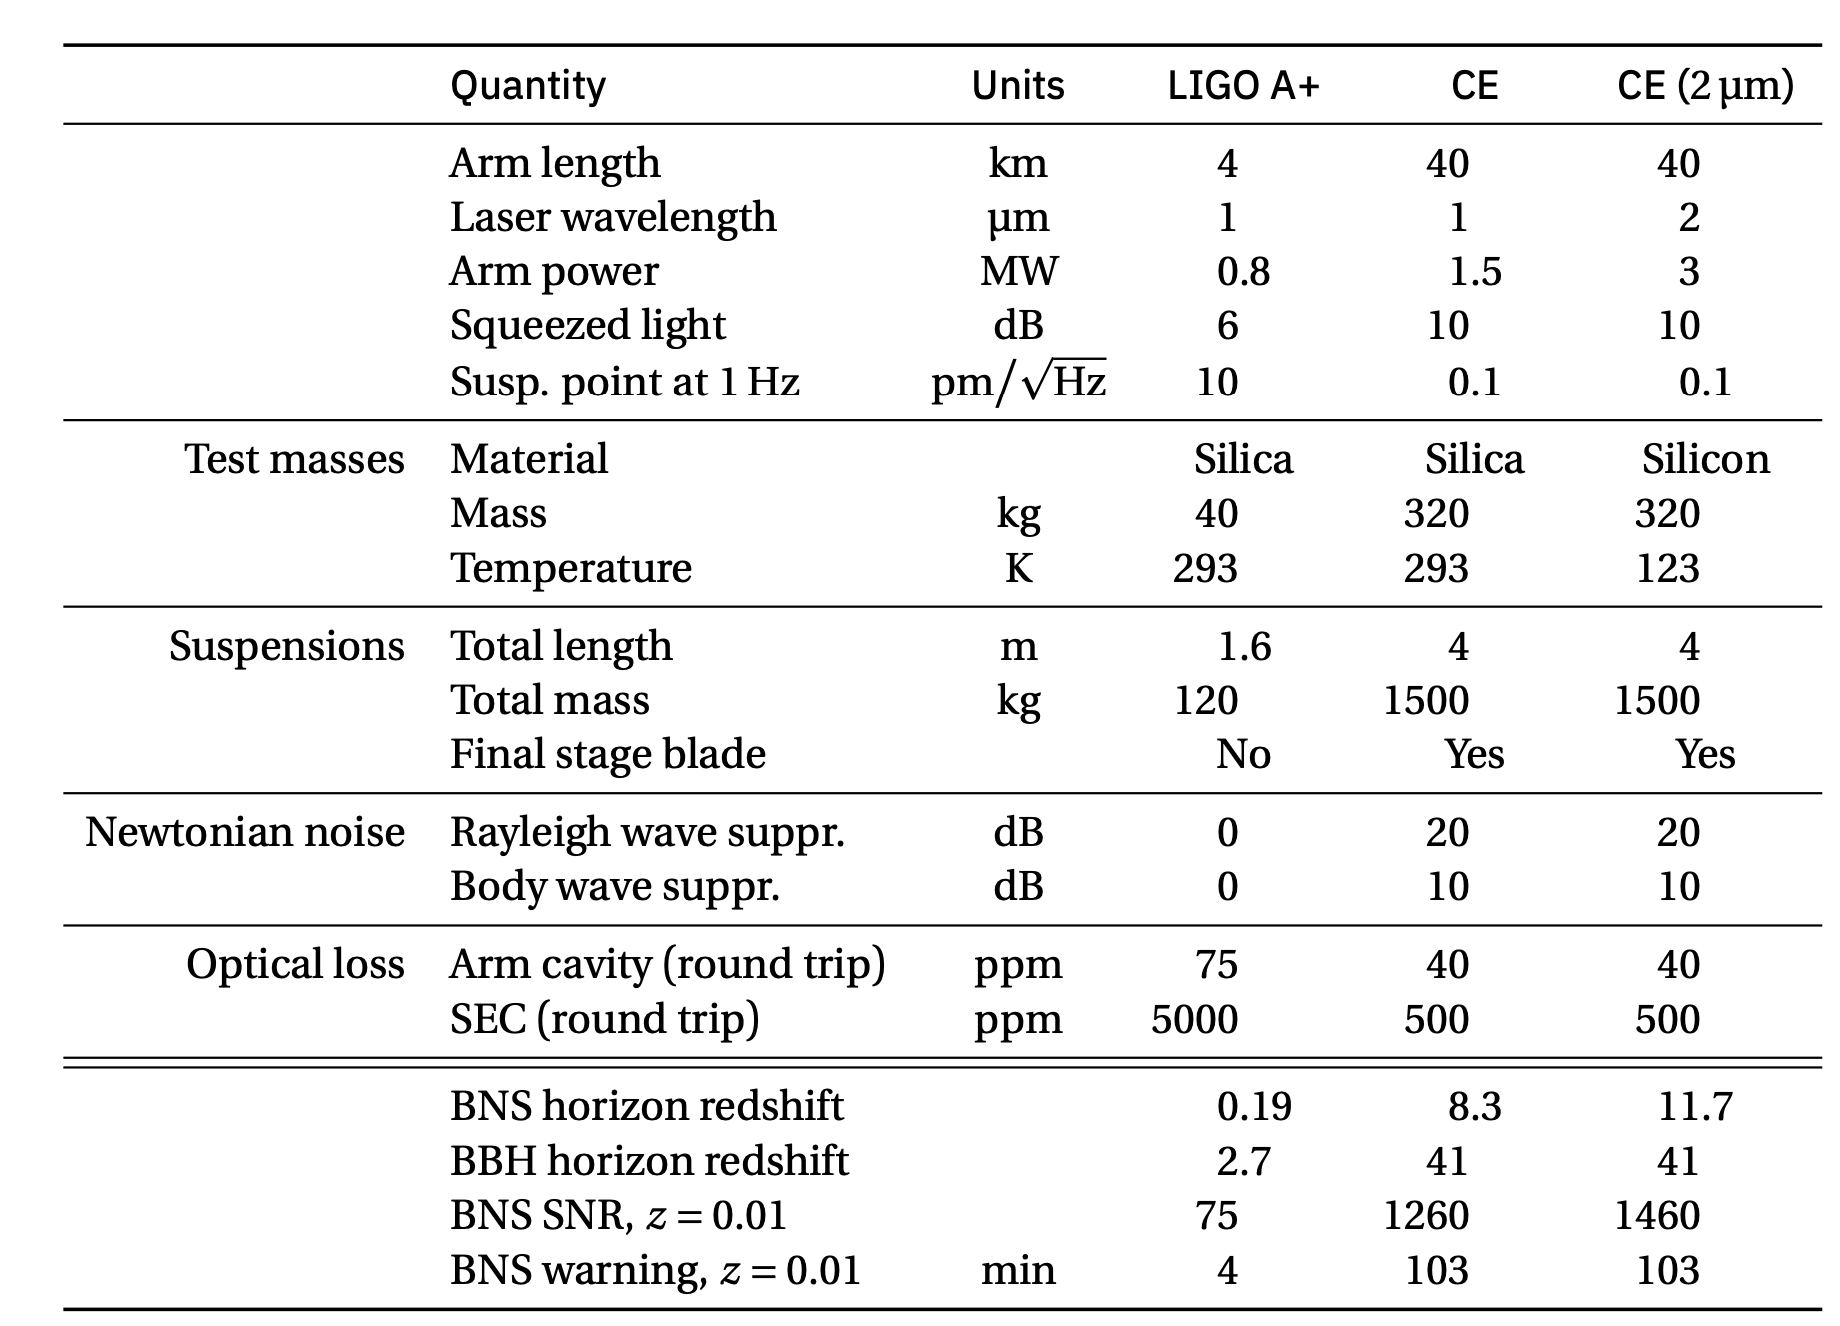 Quantity Units LIGO A+ CE CE (2 μm)
Arm length km 4 40 40
Laser wavelength μm 1 1 2
Arm power MW 0.8 1.5 3
Squeezed light dB 6 10 10
Susp. point at 1 Hz pm/√Hz 10 0.1 0.1
Test masses Material Silica Silica Silicon
Mass kg 40 320 320
Temperature K 293 293 123
Suspensions Total length m 1.6 4 4
Total mass kg 120 1500 1500
Final stage blade No Yes Yes
Newtonian noise Rayleigh wave suppr. dB 0 20 20
Body wave suppr. dB 0 10 10
Optical loss Arm cavity (round trip) ppm 75 40 40
SEC (round trip) ppm 5000 500 500
BNS horizon redshift 0.19 8.3 11.7
BBH horizon redshift 2.7 41 41
BNS SNR, z = 0.01 75 1260 1460
BNS warning, z = 0.01 min 4 103 103